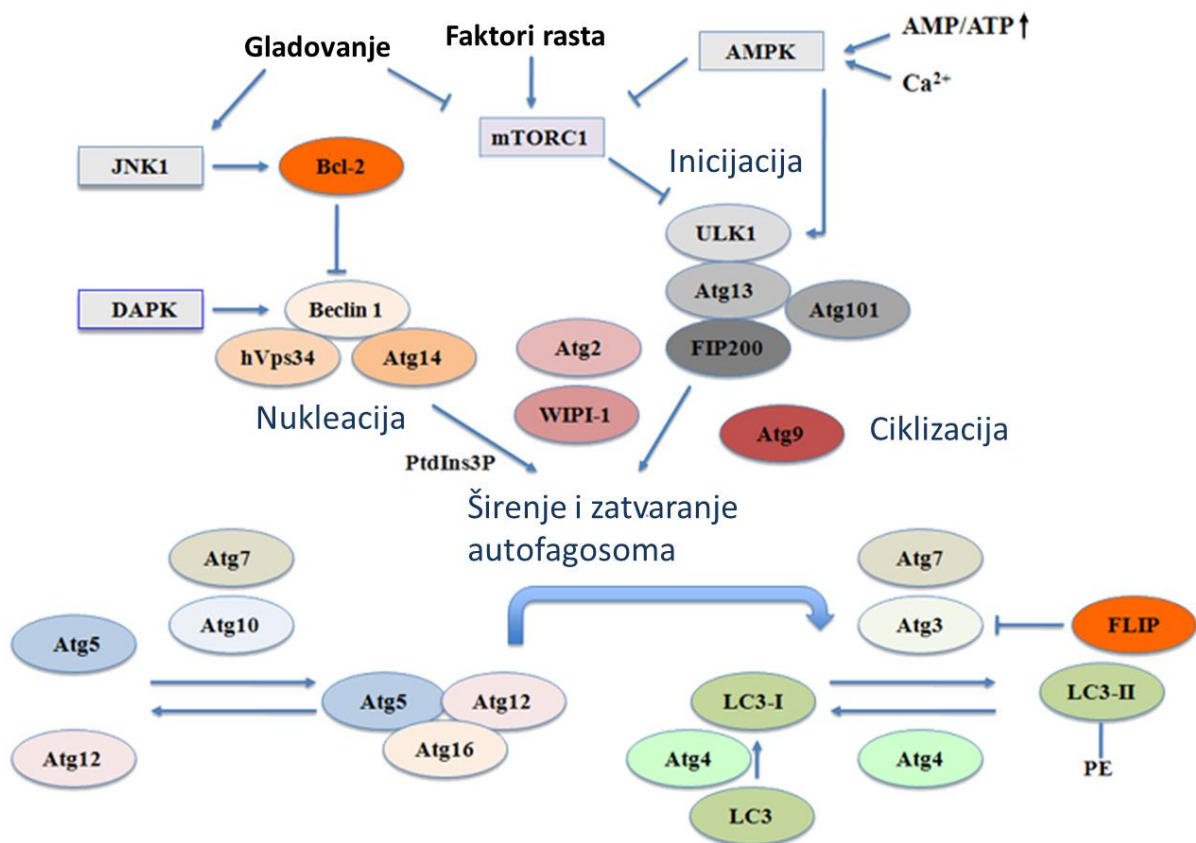 Gladovanje
Faktori rasta
AMPK
AMP/ATP ↑
Ca²⁺
mTORC1
JNK1
Bcl-2
Inicijacija
ULK1
Atg13
Atg101
FIP200
DAPK
Beclin 1
hVps34
Atg14
Atg2
WIPI-1
Nukleacija
Atg9
Ciklizacija
PtdIns3P
Širenje i zatvaranje
autofagosoma
Atg7
Atg10
Atg5
Atg12
Atg5
Atg12
Atg16
Atg7
Atg3
FLIP
LC3-I
LC3-II
Atg4
Atg4
PE
LC3